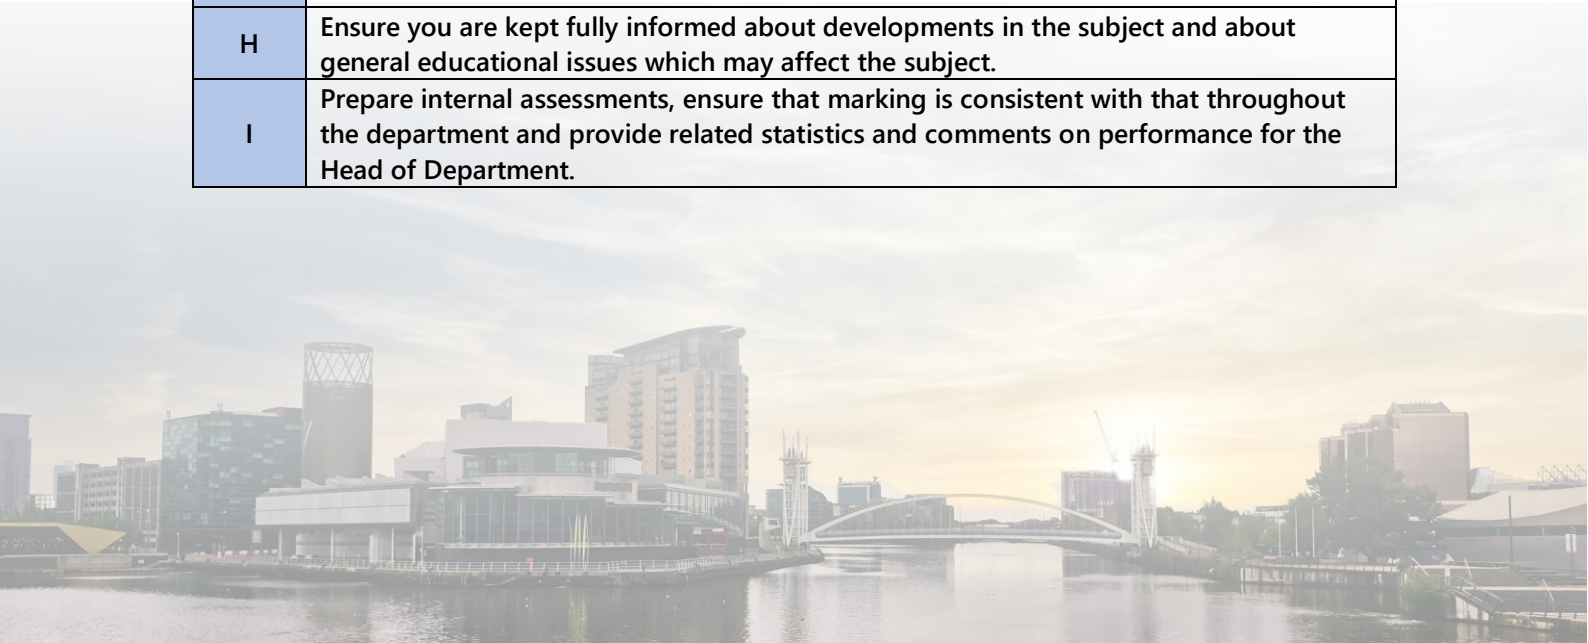 H
Ensure you are kept fully informed about developments in the subject and about
general educational issues which may affect the subject.
I
Prepare internal assessments, ensure that marking is consistent with that throughout
the department and provide related statistics and comments on performance for the
Head of Department.